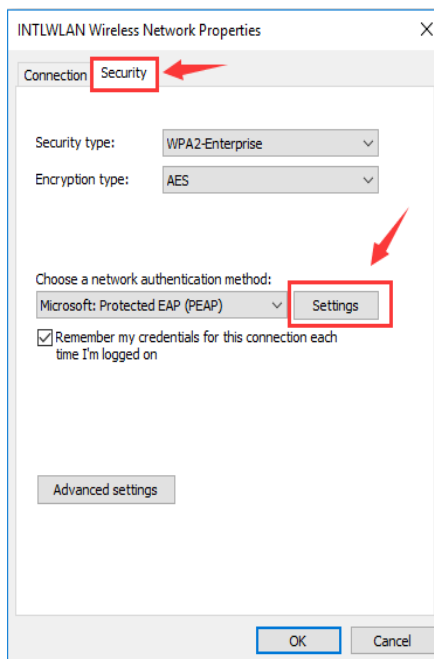 INTLWLAN Wireless Network Properties
Connection Security
Security type: WPA2-Enterprise
Encryption type: AES
Choose a network authentication method:
Microsoft: Protected EAP (PEAP) Settings
Remember my credentials for this connection each
time I'm logged on
Advanced settings
OK Cancel